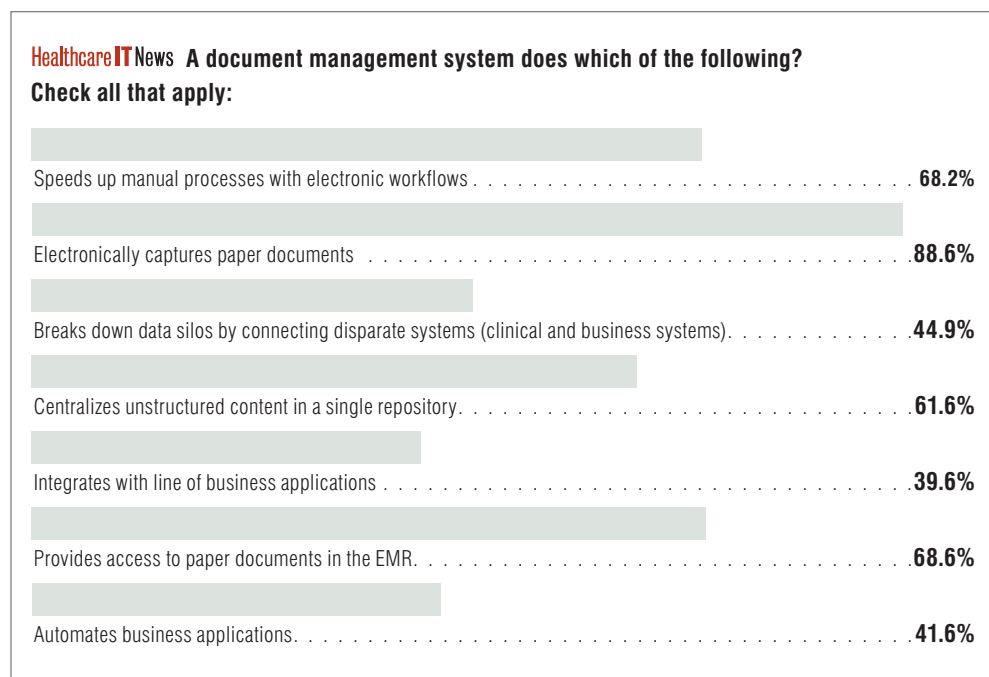 Healthcare IT News A document management system does which of the following?
Check all that apply:
Speeds up manual processes with electronic workflows . . . . . . . . . . . . . . . . . . . . . . . . . . . . . . . . . . . . . 68.2%
Electronically captures paper documents . . . . . . . . . . . . . . . . . . . . . . . . . . . . . . . . . . . . . . . . . . . . 88.6%
Breaks down data silos by connecting disparate systems (clinical and business systems). . . . . . . . . . . . . 44.9%
Centralizes unstructured content in a single repository. . . . . . . . . . . . . . . . . . . . . . . . . . . . . . . . . . . . . 61.6%
Integrates with line of business applications . . . . . . . . . . . . . . . . . . . . . . . . . . . . . . . . . . . . . . . . . . . 39.6%
Provides access to paper documents in the EMR. . . . . . . . . . . . . . . . . . . . . . . . . . . . . . . . . . . . . . . . 68.6%
Automates business applications. . . . . . . . . . . . . . . . . . . . . . . . . . . . . . . . . . . . . . . . . . . . . . . . . . 41.6%